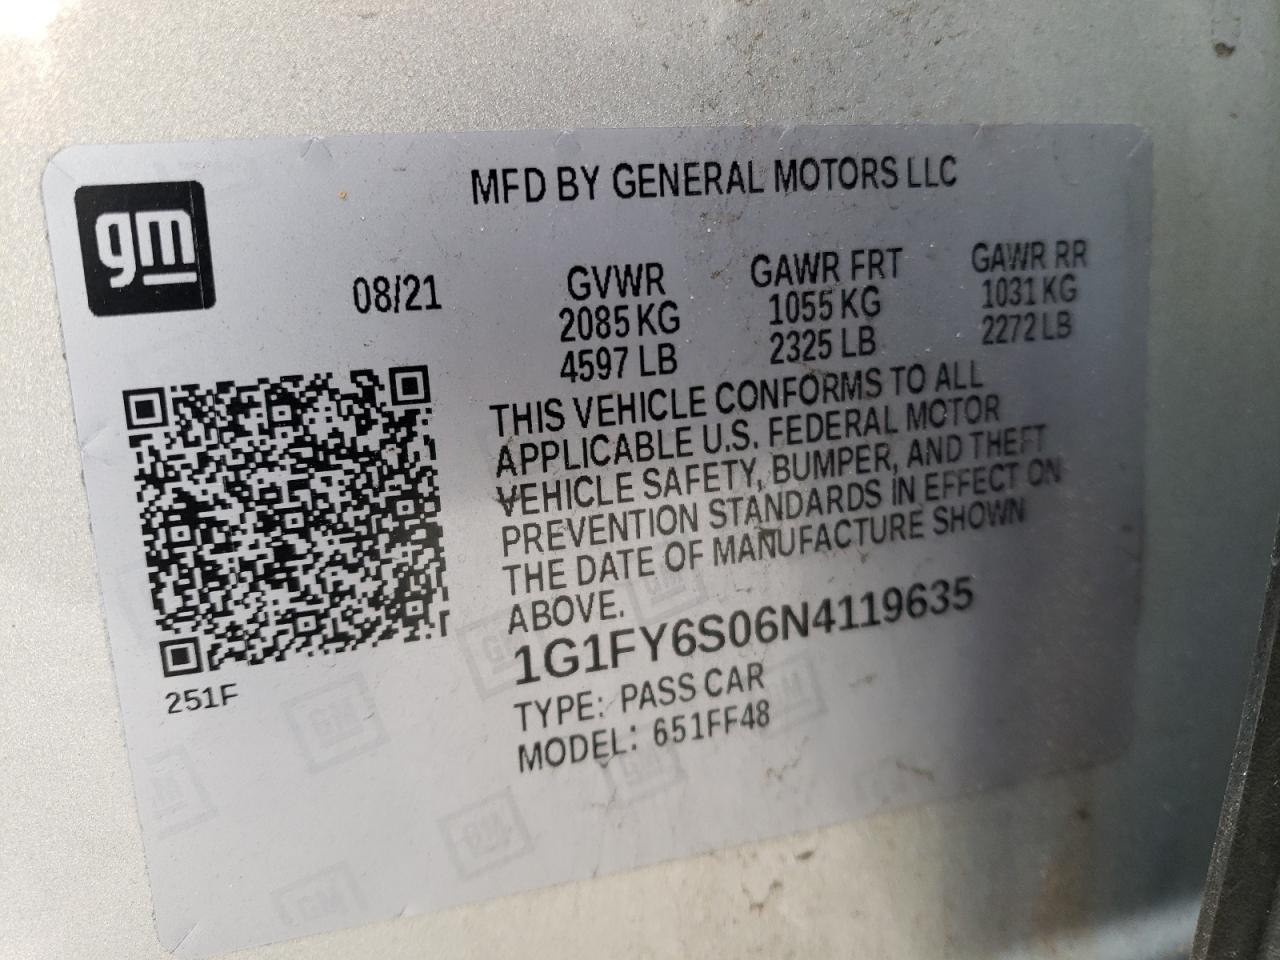 gm
MFD BY GENERAL MOTORS LLC
08/21
GVWR
2085 KG
4597 LB
GAWR FRT
1055 KG
2325 LB
GAWR RR
1031 KG
2272 LB
THIS VEHICLE CONFORMS TO ALL
APPLICABLE U.S. FEDERAL MOTOR
VEHICLE SAFETY, BUMPER, AND THEFT
PREVENTION STANDARDS IN EFFECT ON
THE DATE OF MANUFACTURE SHOWN
ABOVE.
1G1FY6S06N4119635
TYPE: PASS CAR
MODEL: 651FF48
251F